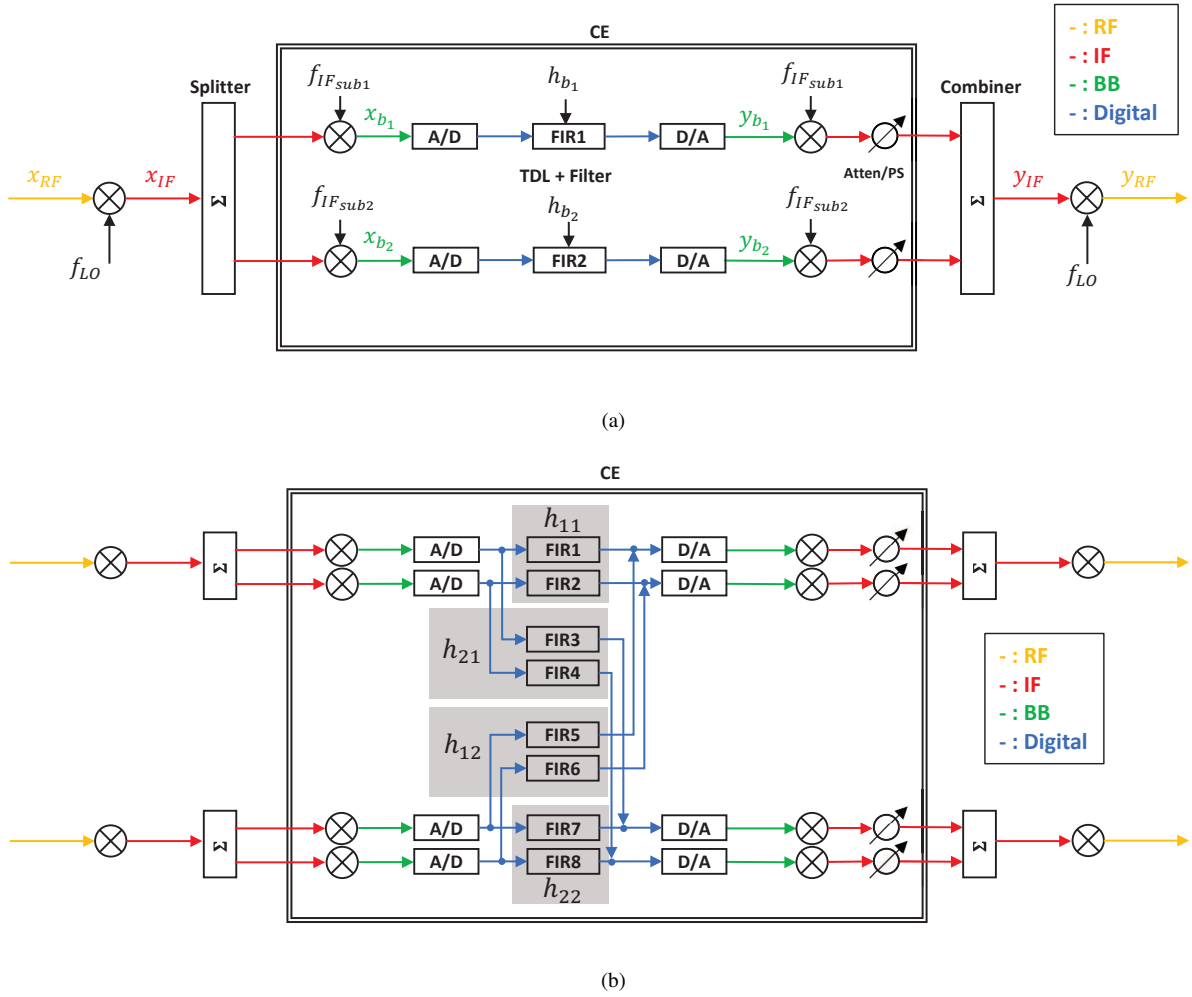 CE
- : RF
- : IF
- : BB
- : Digital
Splitter
Combiner
f_{IF_{sub1}}
h_{b_1}
f_{IF_{sub1}}
x_{b_1}
y_{b_1}
A/D
FIR1
D/A
x_{RF}
x_{IF}
TDL + Filter
Atten/PS
y_{IF}
y_{RF}
Σ
Σ
f_{IF_{sub2}}
h_{b_2}
f_{IF_{sub2}}
x_{b_2}
y_{b_2}
A/D
FIR2
D/A
f_{LO}
f_{LO}
(a)
CE
h_{11}
A/D
FIR1
D/A
Σ
Σ
A/D
FIR2
D/A
h_{21}
FIR3
FIR4
- : RF
- : IF
- : BB
- : Digital
h_{12}
FIR5
FIR6
A/D
FIR7
D/A
Σ
Σ
A/D
FIR8
D/A
h_{22}
(b)